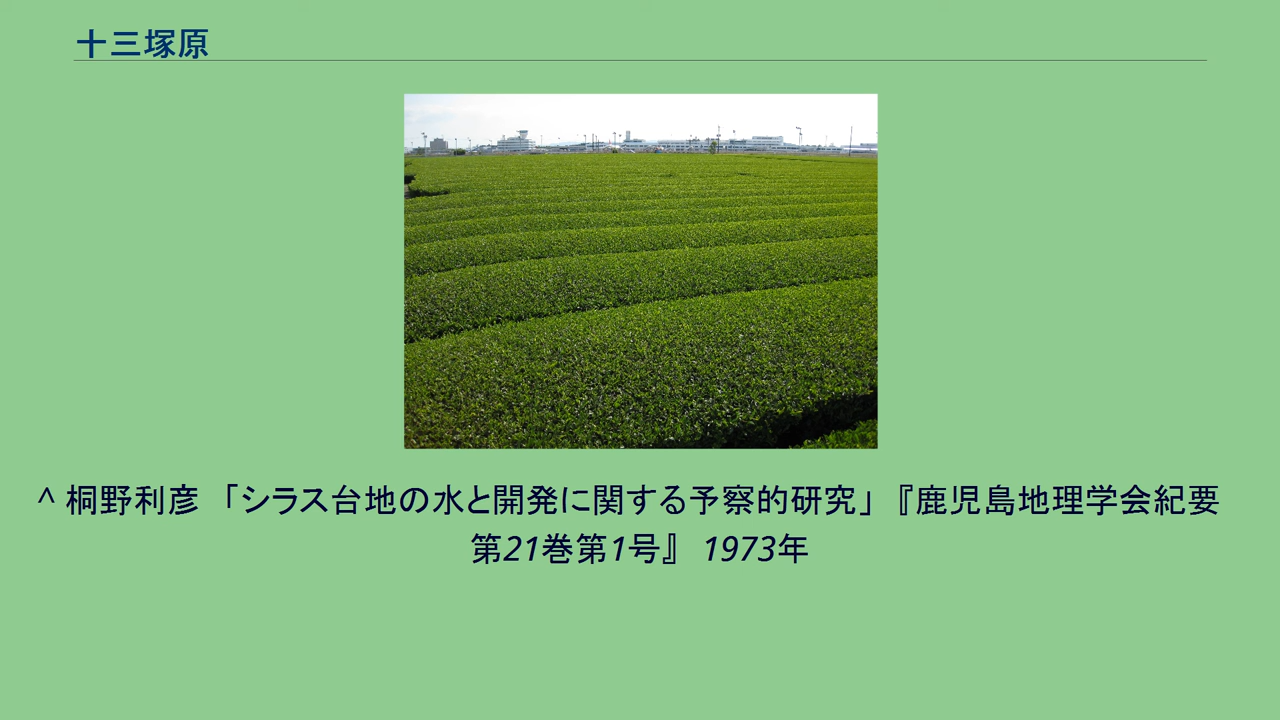 十三塚原
^ 桐野利彦 「シラス台地の水と開発に関する予察的研究」『鹿児島地理学会紀要
第21巻第1号』 1973年